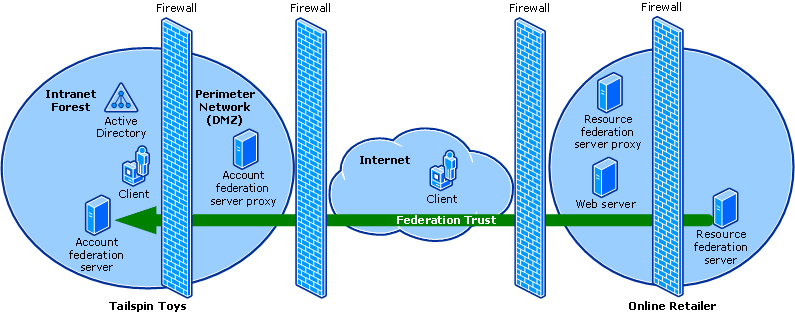 Firewall
Firewall
Firewall
Firewall
Intranet
Forest
Active
Directory
Client
Account
federation
server
Perimeter
Network
(DMZ)
Account
federation
server proxy
Internet
Client
Federation Trust
Resource
federation
server proxy
Web server
Resource
federation
server
Tailspin Toys
Online Retailer